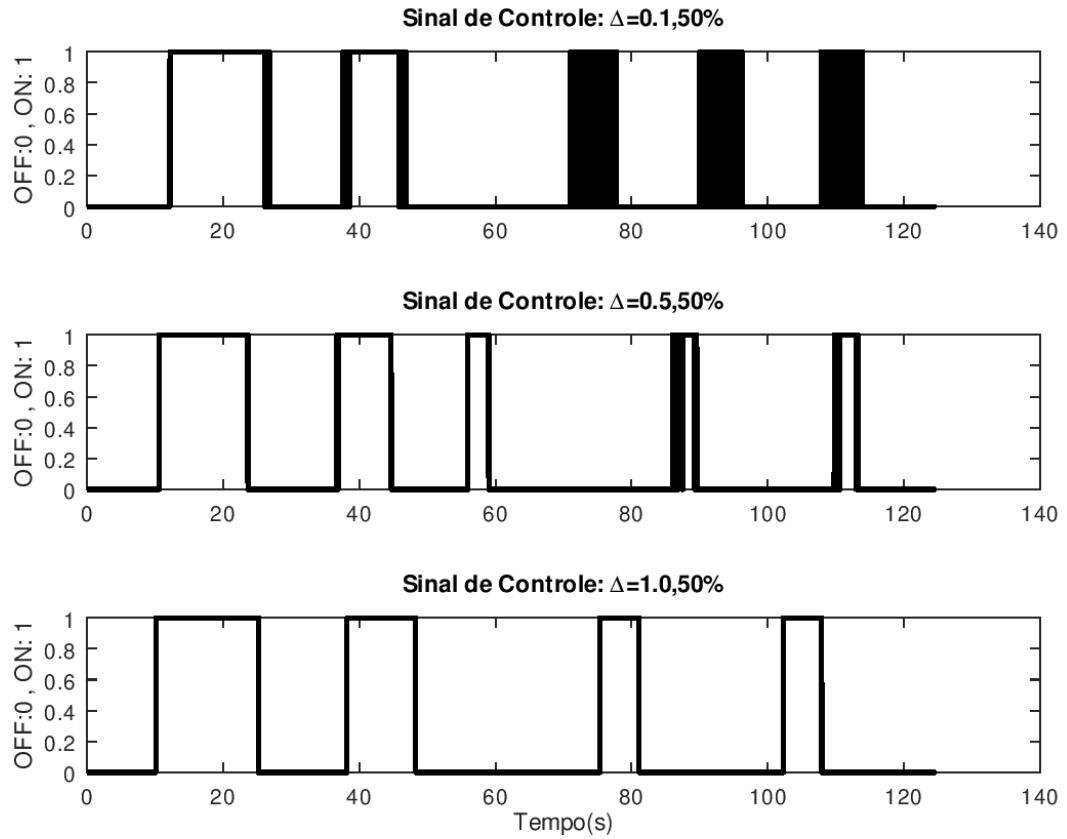 Sinal de Controle: Δ=0.1,50%
OFF:0 , ON: 1
1
0.8
0.6
0.4
0.2
0
0 20 40 60 80 100 120 140
Sinal de Controle: Δ=0.5,50%
OFF:0 , ON: 1
1
0.8
0.6
0.4
0.2
0
0 20 40 60 80 100 120 140
Sinal de Controle: Δ=1.0,50%
OFF:0 , ON: 1
1
0.8
0.6
0.4
0.2
0
0 20 40 60 80 100 120 140
Tempo(s)